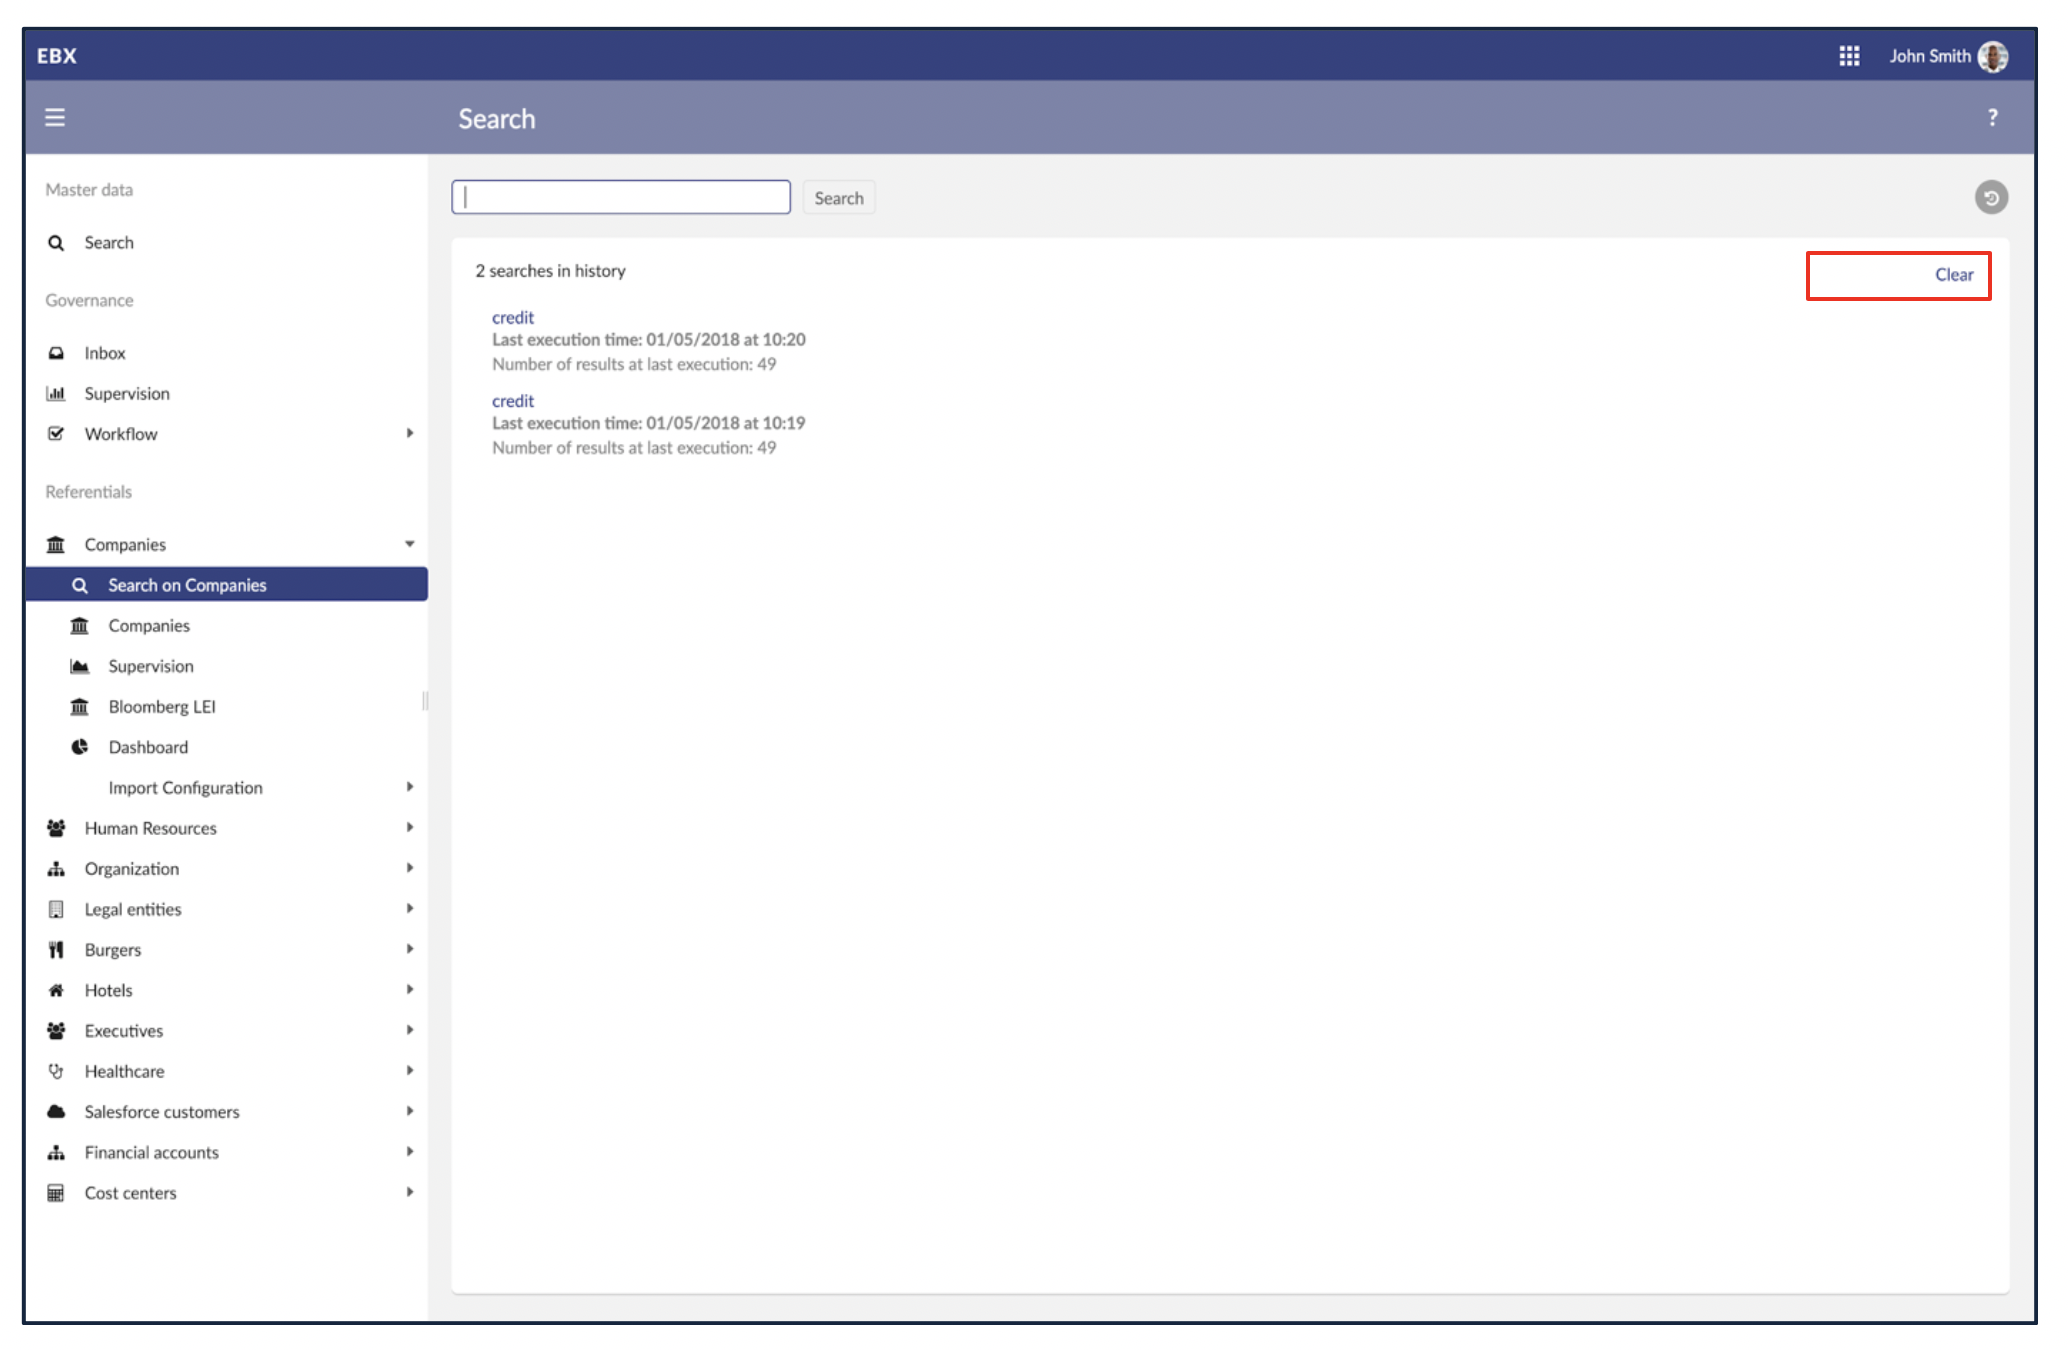 EBX
John Smith
Search
?
Master data
Search
Governance
Inbox
Supervision
Workflow
Referentials
Companies
Search on Companies
Companies
Supervision
Bloomberg LEI
Dashboard
Import Configuration
Human Resources
Organization
Legal entities
Burgers
Hotels
Executives
Healthcare
Salesforce customers
Financial accounts
Cost centers
Search
2 searches in history
Clear
credit
Last execution time: 01/05/2018 at 10:20
Number of results at last execution: 49
credit
Last execution time: 01/05/2018 at 10:19
Number of results at last execution: 49